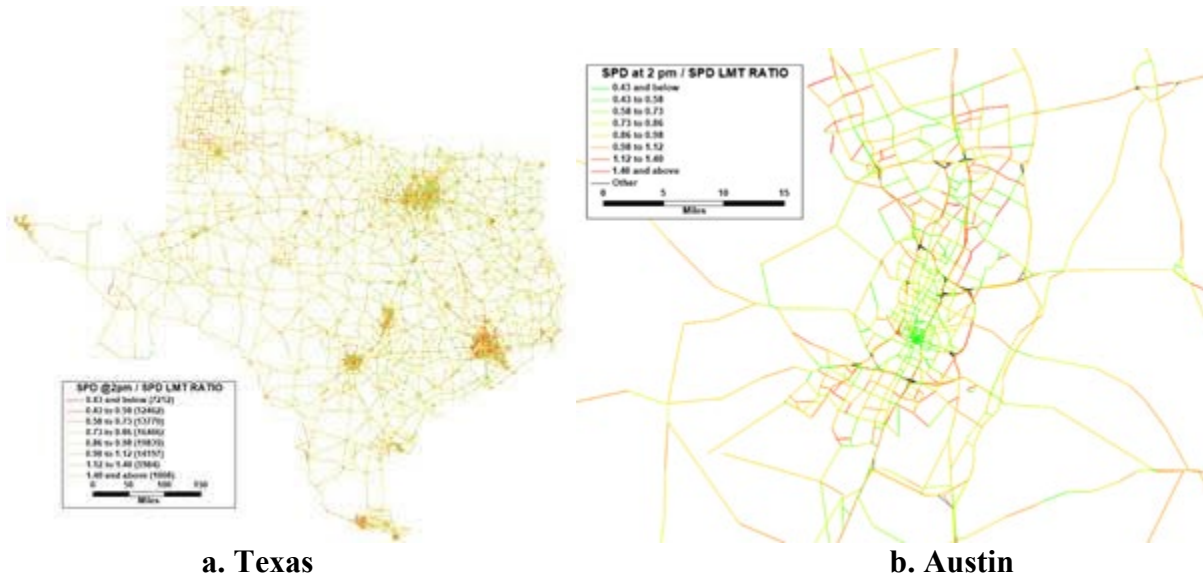 SPD @2pm / SPD LMT RATIO
0.43 and below (7212)
0.43 to 0.58 (12462)
0.58 to 0.73 (13770)
0.73 to 0.86
0.86 to 0.98
0.98 to 1.12
1.12 to 1.40
1.40 and above
0 50 100 150
Miles
a. Texas
SPD at 2 pm / SPD LMT RATIO
0.43 and below
0.43 to 0.58
0.58 to 0.73
0.73 to 0.86
0.86 to 0.98
0.98 to 1.12
1.12 to 1.40
1.40 and above
Other
0 5 10 15
Miles
b. Austin